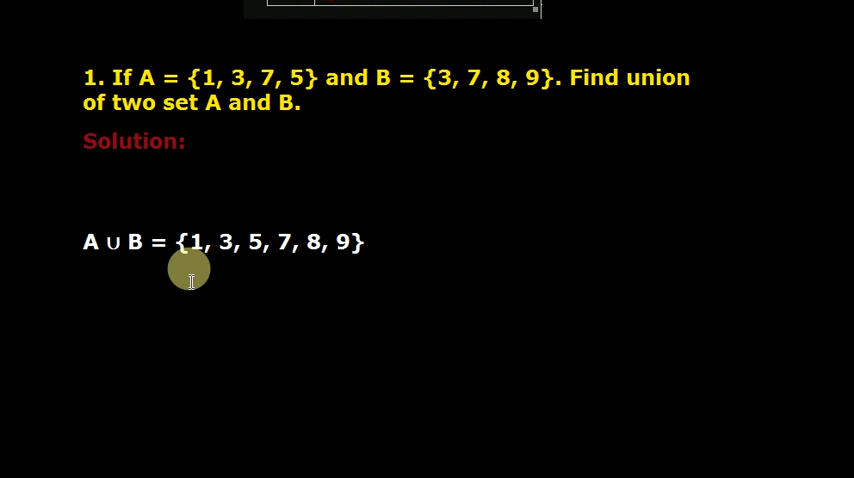 1. If A = {1, 3, 7, 5} and B = {3, 7, 8, 9}. Find union
of two set A and B.
Solution:
A ∪ B = {1, 3, 5, 7, 8, 9}